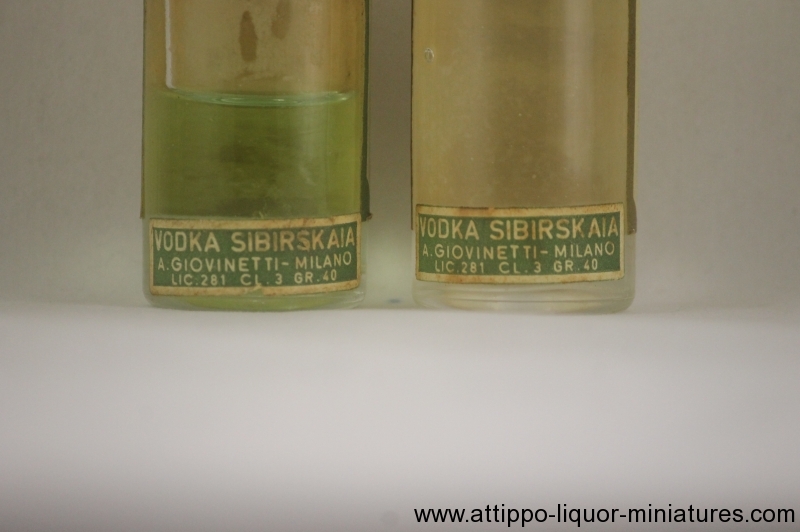 VODKA SIBIRSKAIA
A. GIOVINETTI - MILANO
LIC. 281 CL. 3 GR. 40
VODKA SIBIRSKAIA
A. GIOVINETTI - MILANO
LIC. 281 CL. 3 GR. 40
www.attippo-liquor-miniatures.com